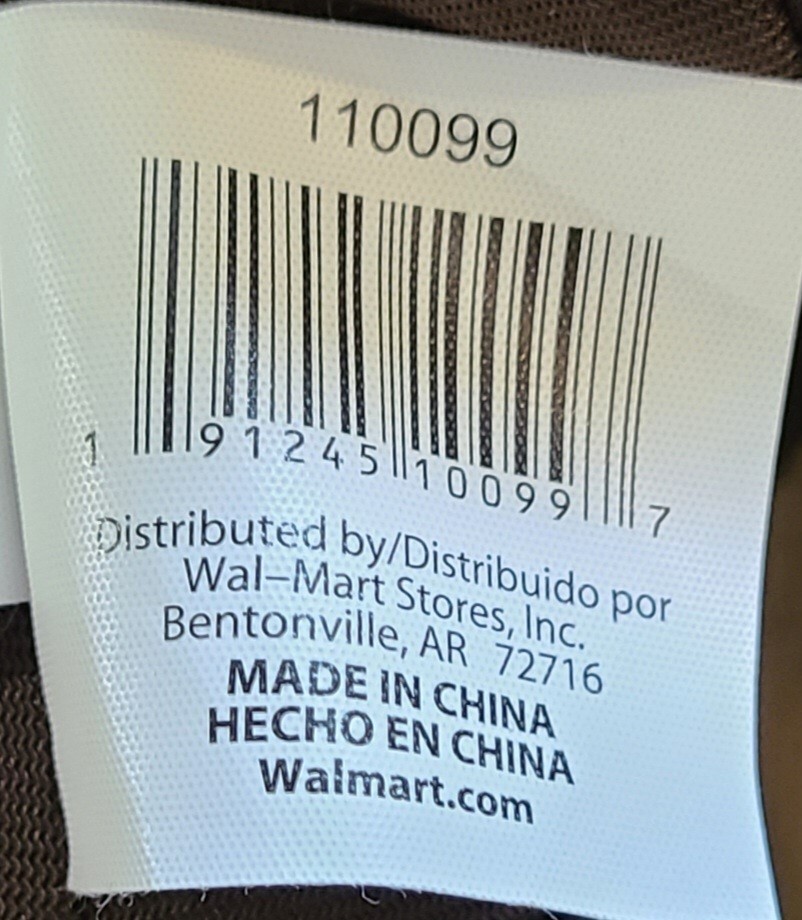 110099
1 91245 10099 7
Distributed by/Distribuido por
Wal-Mart Stores, Inc.
Bentonville, AR 72716
MADE IN CHINA
HECHO EN CHINA
Walmart.com